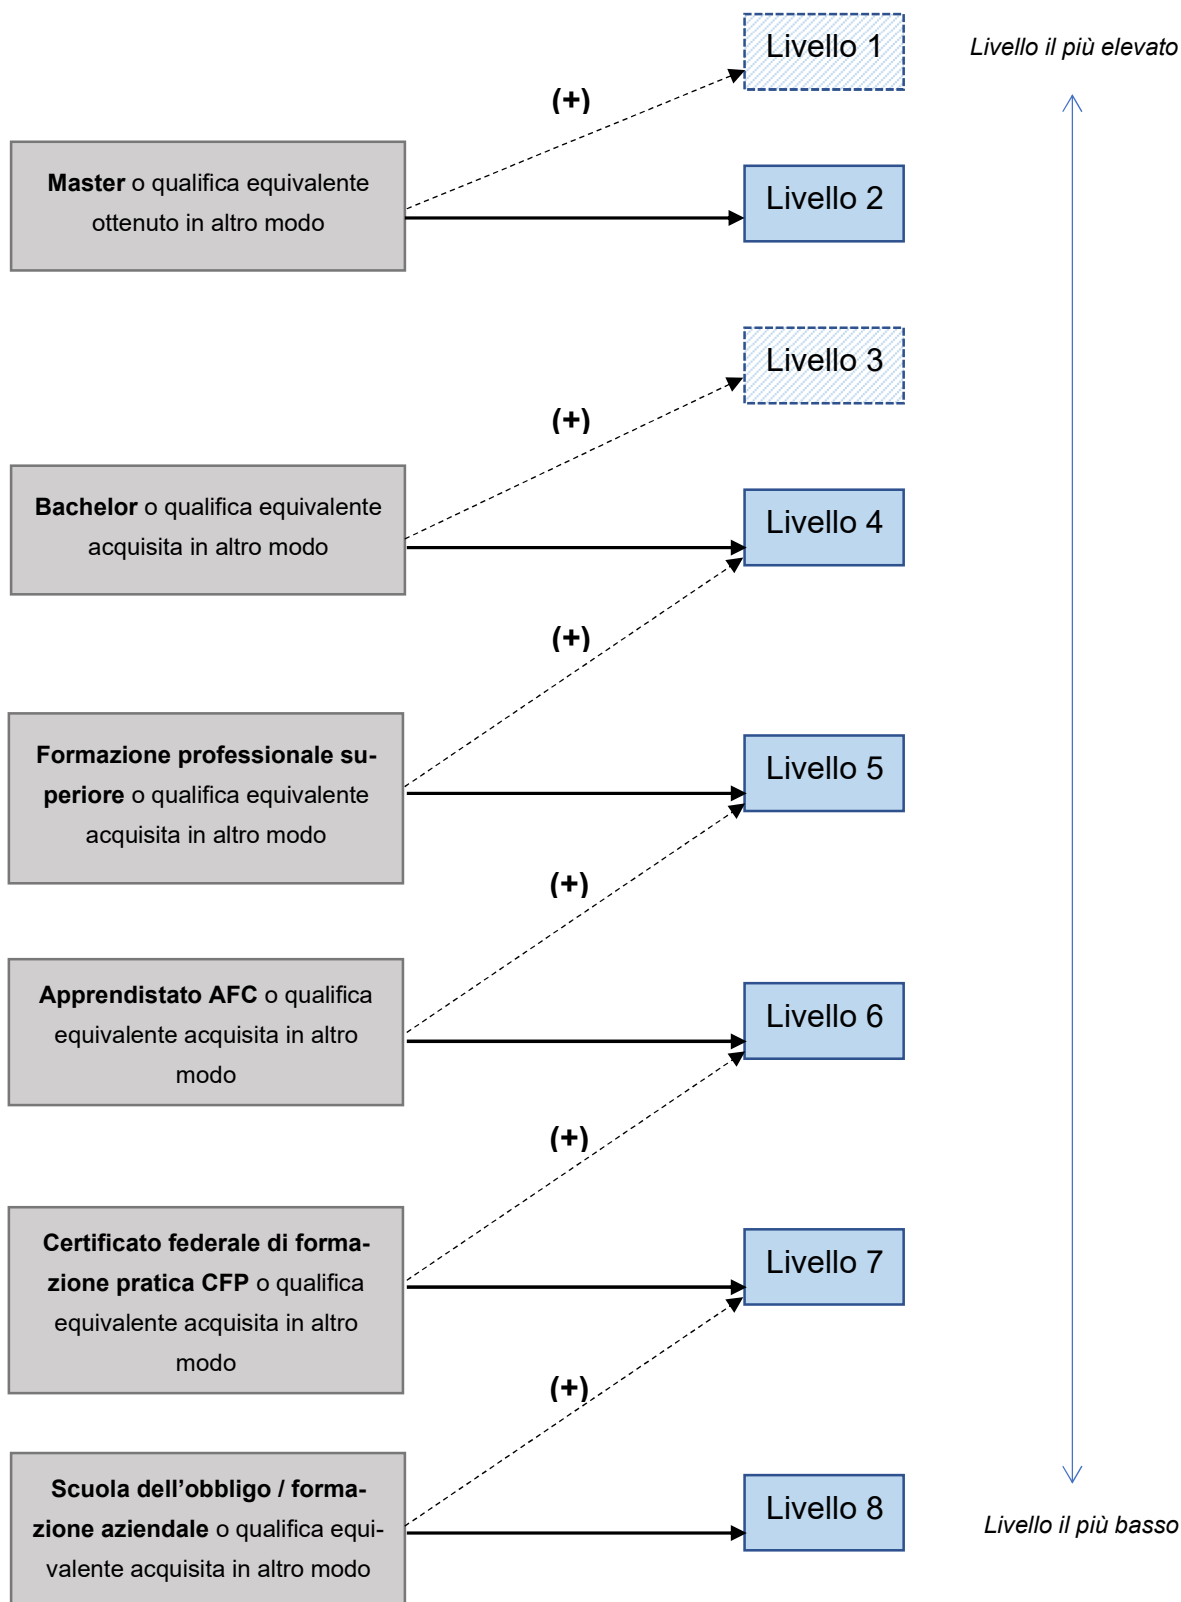 Livello 1
Livello il più elevato
(+)
Master o qualifica equivalente
ottenuto in altro modo
Livello 2
Livello 3
(+)
Bachelor o qualifica equivalente
acquisita in altro modo
Livello 4
(+)
Formazione professionale su-
periore o qualifica equivalente
acquisita in altro modo
Livello 5
(+)
Apprendistato AFC o qualifica
equivalente acquisita in altro
modo
Livello 6
(+)
Certificato federale di forma-
zione pratica CFP o qualifica
equivalente acquisita in altro
modo
Livello 7
(+)
Scuola dell’obbligo / forma-
zione aziendale o qualifica equi-
valente acquisita in altro modo
Livello 8
Livello il più basso